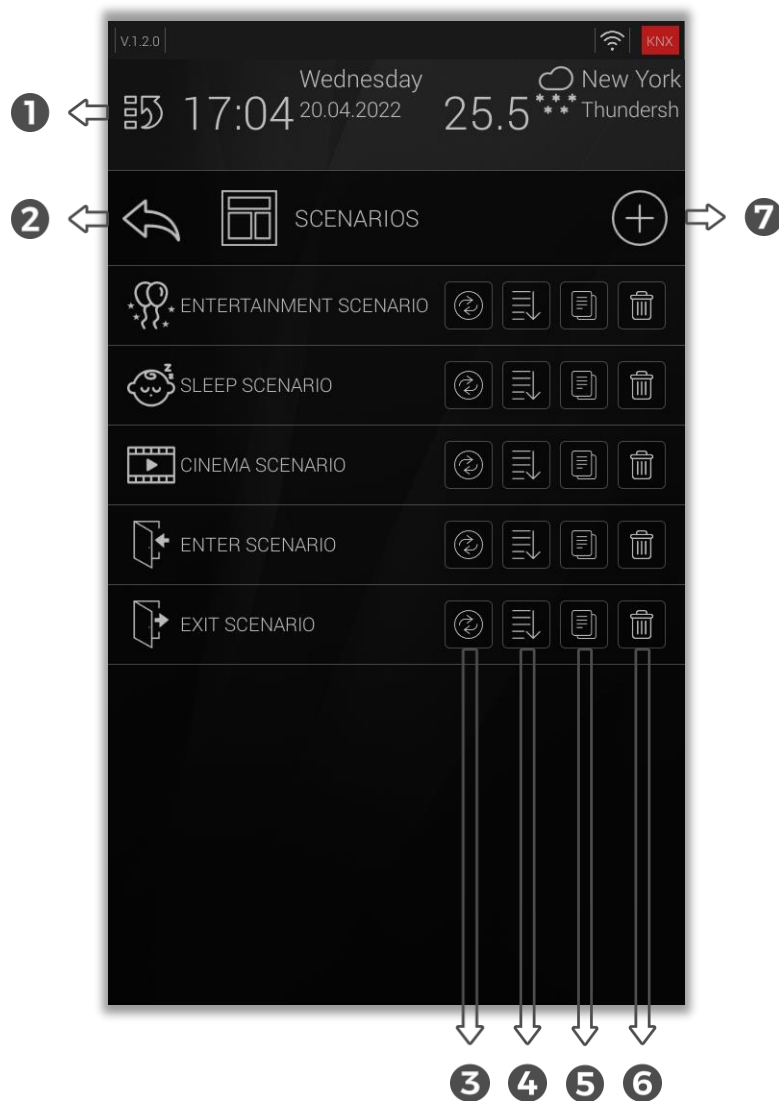 V.1.2.0
KNX
17:04
Wednesday
20.04.2022
25.5
New York
Thundersh
SCENARIOS
ENTERTAINMENT SCENARIO
SLEEP SCENARIO
CINEMA SCENARIO
ENTER SCENARIO
EXIT SCENARIO
1
2
7
3 4 5 6